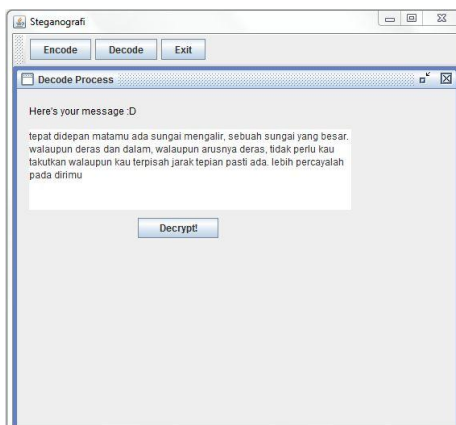 Steganografi
Encode Decode Exit
Decode Process
Here's your message :D
tepat didepan matamu ada sungai mengalir, sebuah sungai yang besar.
walaupun deras dan dalam, walaupun arusnya deras, tidak perlu kau
takutkan walaupun kau terpisah jarak tepian pasti ada. lebih percayalah
pada dirimu
Decrypt!